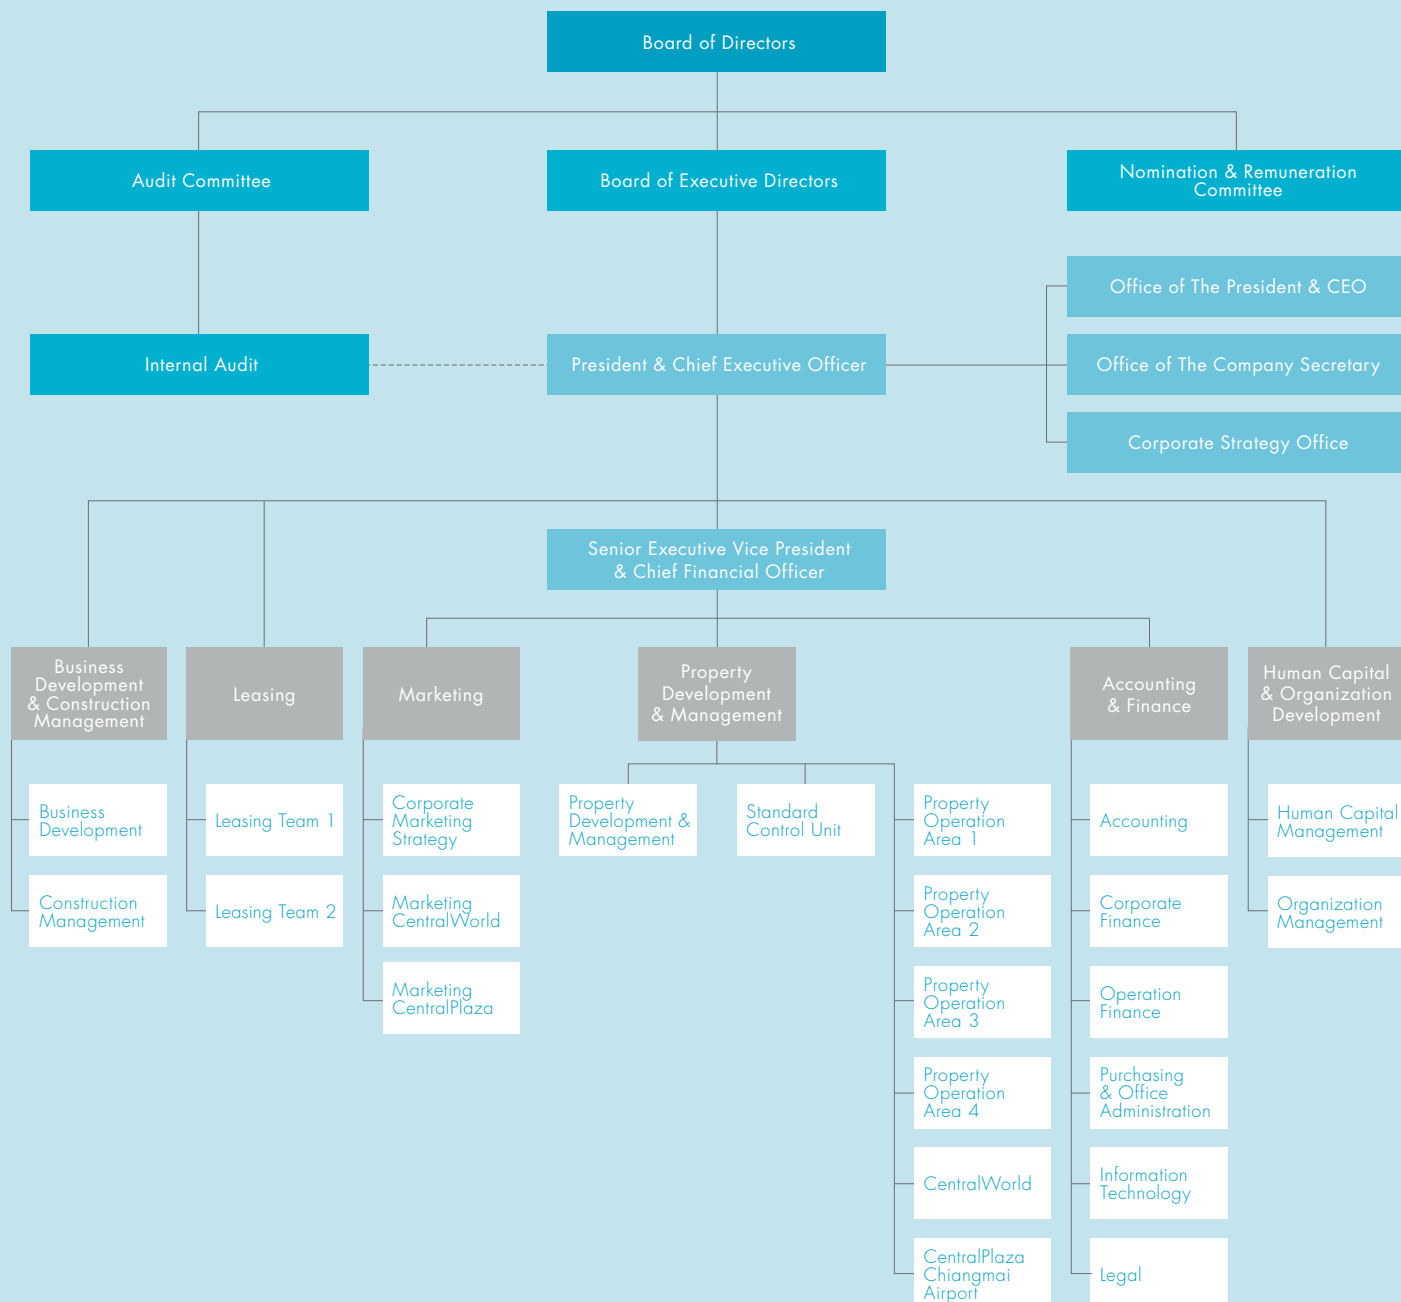 Board of Directors
Audit Committee
Board of Executive Directors
Nomination & Remuneration
Committee
Office of The President & CEO
Internal Audit
President & Chief Executive Officer
Office of The Company Secretary
Corporate Strategy Office
Senior Executive Vice President
& Chief Financial Officer
Business
Development
& Construction
Management
Leasing
Marketing
Property
Development
& Management
Accounting
& Finance
Human Capital
& Organization
Development
Business
Development
Construction
Management
Leasing Team 1
Leasing Team 2
Corporate
Marketing
Strategy
Marketing
CentralWorld
Marketing
CentralPlaza
Property
Development &
Management
Standard
Control Unit
Property
Operation
Area 1
Property
Operation
Area 2
Property
Operation
Area 3
Property
Operation
Area 4
CentralWorld
CentralPlaza
Chiangmai
Airport
Accounting
Corporate
Finance
Operation
Finance
Purchasing
& Office
Administration
Information
Technology
Legal
Human Capital
Management
Organization
Management